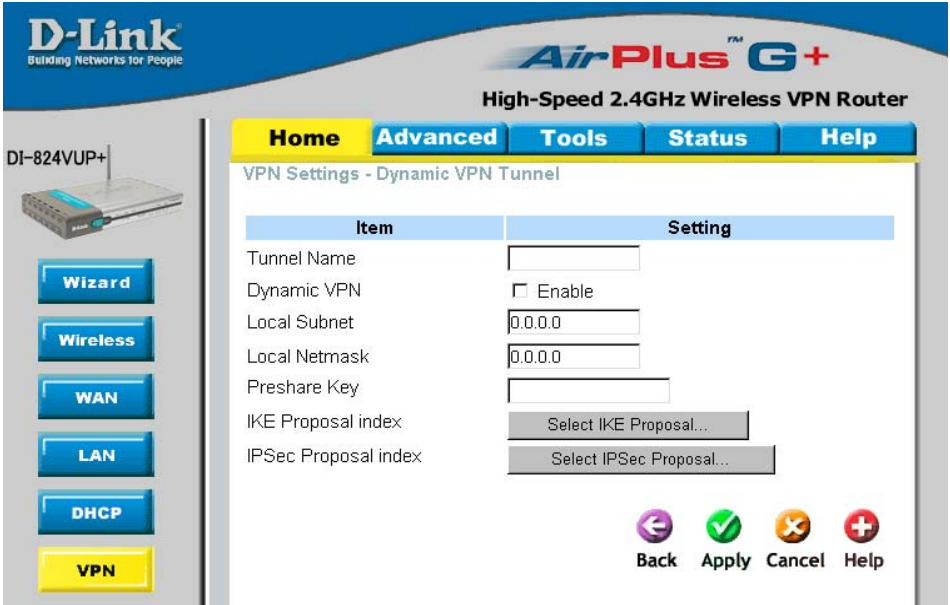 D-Link
Building Networks for People
AirPlus™ G+
High-Speed 2.4GHz Wireless VPN Router
Home Advanced Tools Status Help
DI-824VUP+
VPN Settings - Dynamic VPN Tunnel
Item Setting
Tunnel Name
Dynamic VPN Enable
Local Subnet 0.0.0.0
Local Netmask 0.0.0.0
Preshare Key
IKE Proposal index Select IKE Proposal...
IPSec Proposal index Select IPSec Proposal...
Wizard
Wireless
WAN
LAN
DHCP
VPN
Back Apply Cancel Help